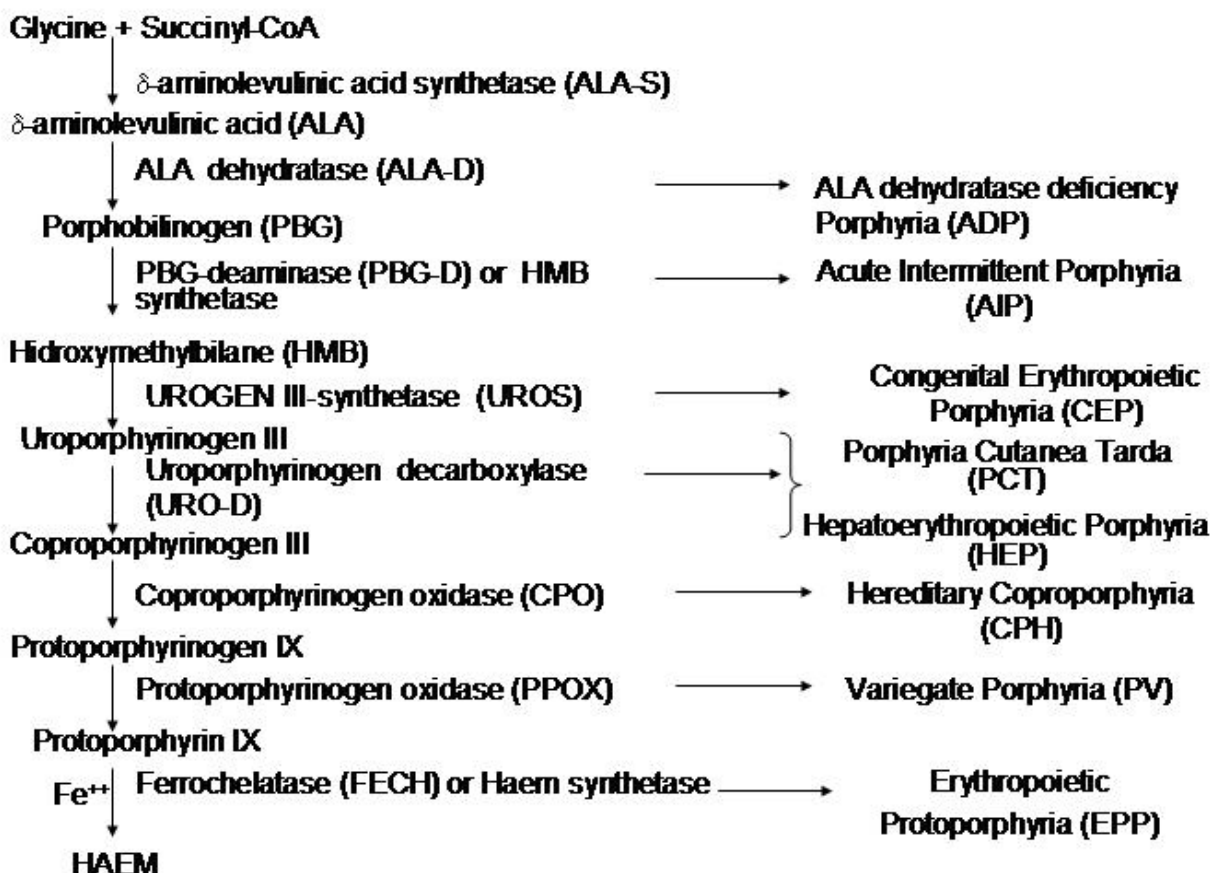 Glycine + Succinyl-CoA
δ-aminolevulinic acid synthetase (ALA-S)
δ-aminolevulinic acid (ALA)
ALA dehydratase (ALA-D)
ALA dehydratase deficiency
Porphyria (ADP)
Porphobilinogen (PBG)
PBG-deaminase (PBG-D) or HMB
synthetase
Acute Intermittent Porphyria
(AIP)
Hidroxymethylbilane (HMB)
UROGEN III-synthetase (UROS)
Congenital Erythropoietic
Porphyria (CEP)
Uroporphyrinogen III
Uroporphyrinogen decarboxylase
(URO-D)
Porphyria Cutanea Tarda
(PCT)
Hepatoerythropoietic Porphyria
(HEP)
Coproporphyrinogen III
Coproporphyrinogen oxidase (CPO)
Hereditary Coproporphyria
(CPH)
Protoporphyrinogen IX
Protoporphyrinogen oxidase (PPOX)
Variegate Porphyria (PV)
Protoporphyrin IX
Fe⁺⁺
Ferrochelatase (FECH) or Haem synthetase
Erythropoietic
Protoporphyria (EPP)
HAEM